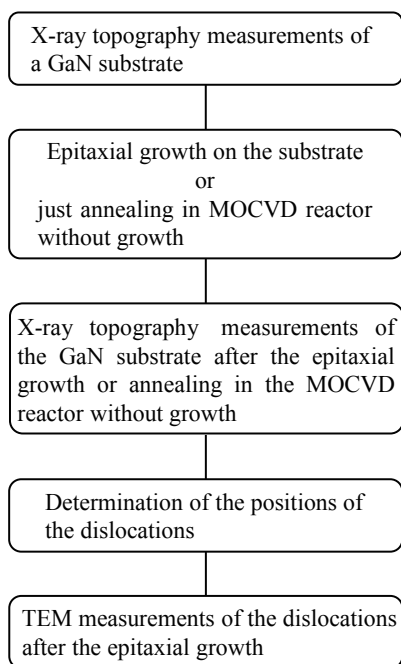 X-ray topography measurements of
a GaN substrate
Epitaxial growth on the substrate
or
just annealing in MOCVD reactor
without growth
X-ray topography measurements of
the GaN substrate after the epitaxial
growth or annealing in the MOCVD
reactor without growth
Determination of the positions of
the dislocations
TEM measurements of the dislocations
after the epitaxial growth